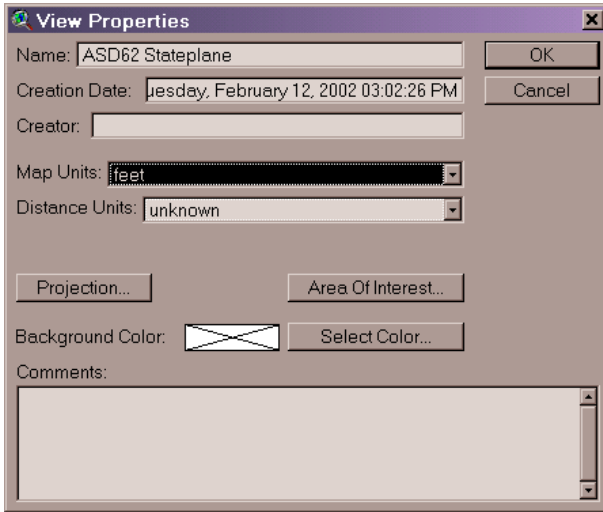 View Properties
Name: ASD62 Stateplane
OK
Creation Date: uesday, February 12, 2002 03:02:26 PM
Cancel
Creator:
Map Units: feet
Distance Units: unknown
Projection...
Area Of Interest...
Background Color:
Select Color...
Comments: